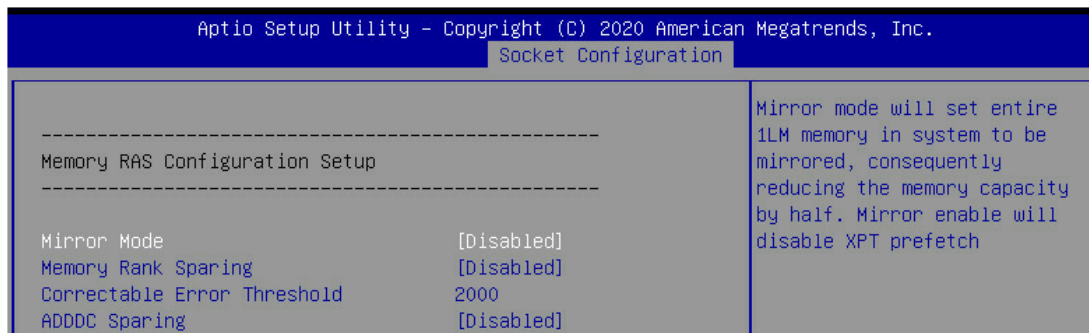 Aptio Setup Utility – Copyright (C) 2020 American Megatrends, Inc.
Socket Configuration
--------------------------------------------------
Memory RAS Configuration Setup
--------------------------------------------------
Mirror Mode [Disabled]
Memory Rank Sparing [Disabled]
Correctable Error Threshold 2000
ADDDC Sparing [Disabled]
Mirror mode will set entire
1LM memory in system to be
mirrored, consequently
reducing the memory capacity
by half. Mirror enable will
disable XPT prefetch